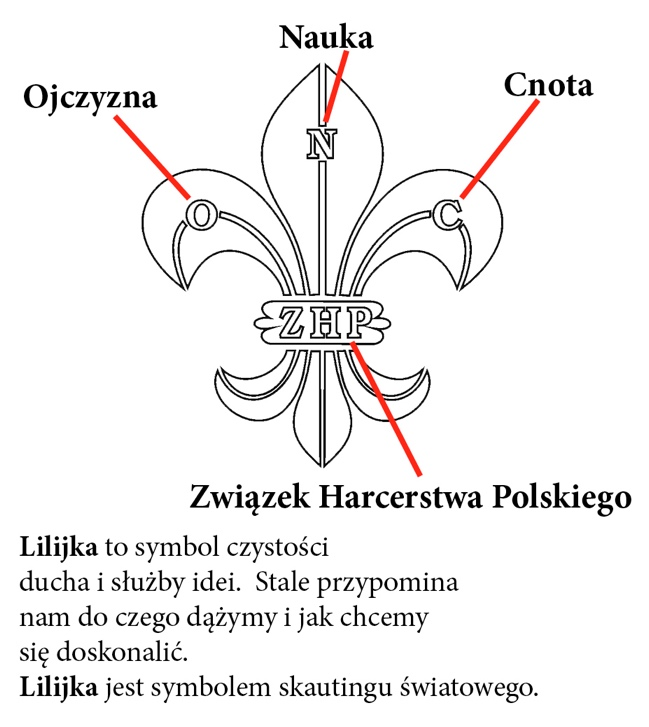 Nauka
Ojczyzna
Cnota
N
O
C
ZHP
Związek Harcerstwa Polskiego
Lilijka to symbol czystości
ducha i służby idei. Stale przypomina
nam do czego dążymy i jak chcemy
się doskonalić.
Lilijka jest symbolem skautingu światowego.